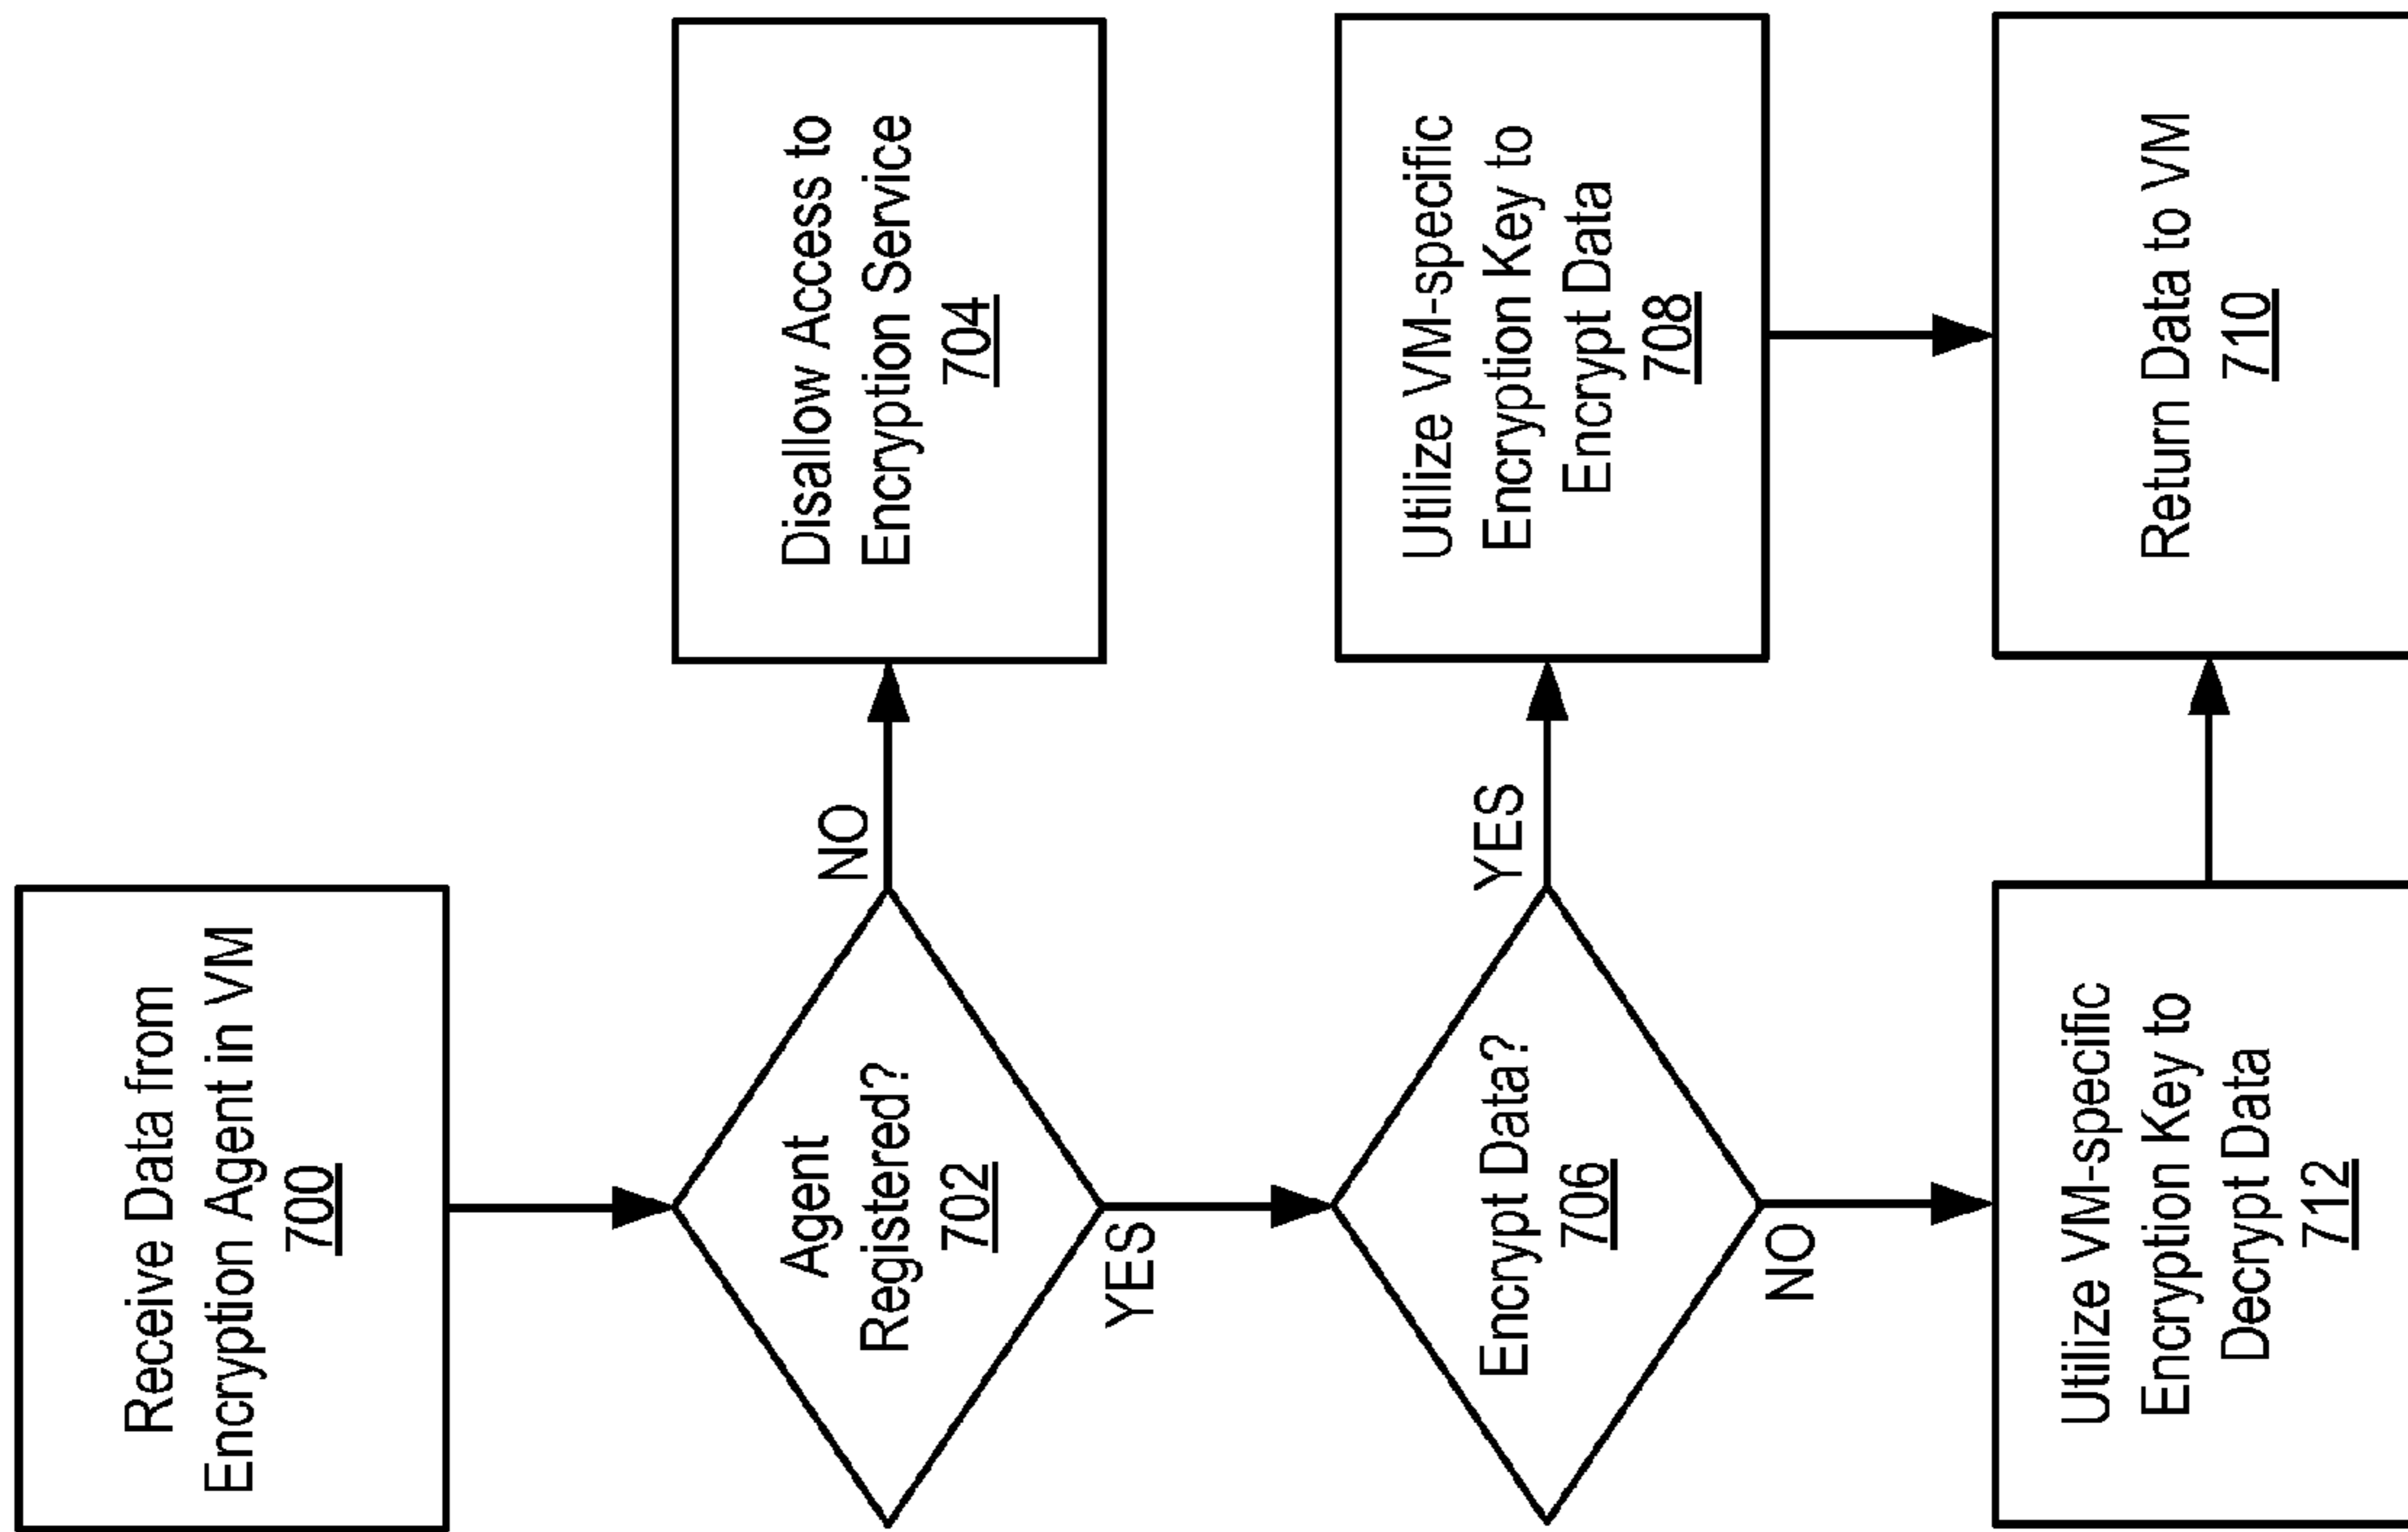 Receive Data from
Encryption Agent in VM
700
Agent
Registered?
702
NO
Disallow Access to
Encryption Service
704
YES
Encrypt Data?
706
YES
Utilize VM-specific
Encryption Key to
Encrypt Data
708
NO
Utilize VM-specific
Encryption Key to
Decrypt Data
712
Return Data to VM
710